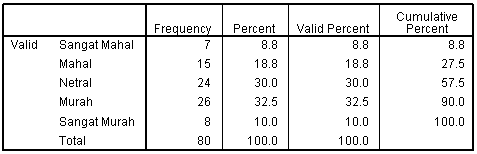 Frequency Percent Valid Percent Cumulative Percent
Valid Sangat Mahal 7 8.8 8.8 8.8
Mahal 15 18.8 18.8 27.5
Netral 24 30.0 30.0 57.5
Murah 26 32.5 32.5 90.0
Sangat Murah 8 10.0 10.0 100.0
Total 80 100.0 100.0